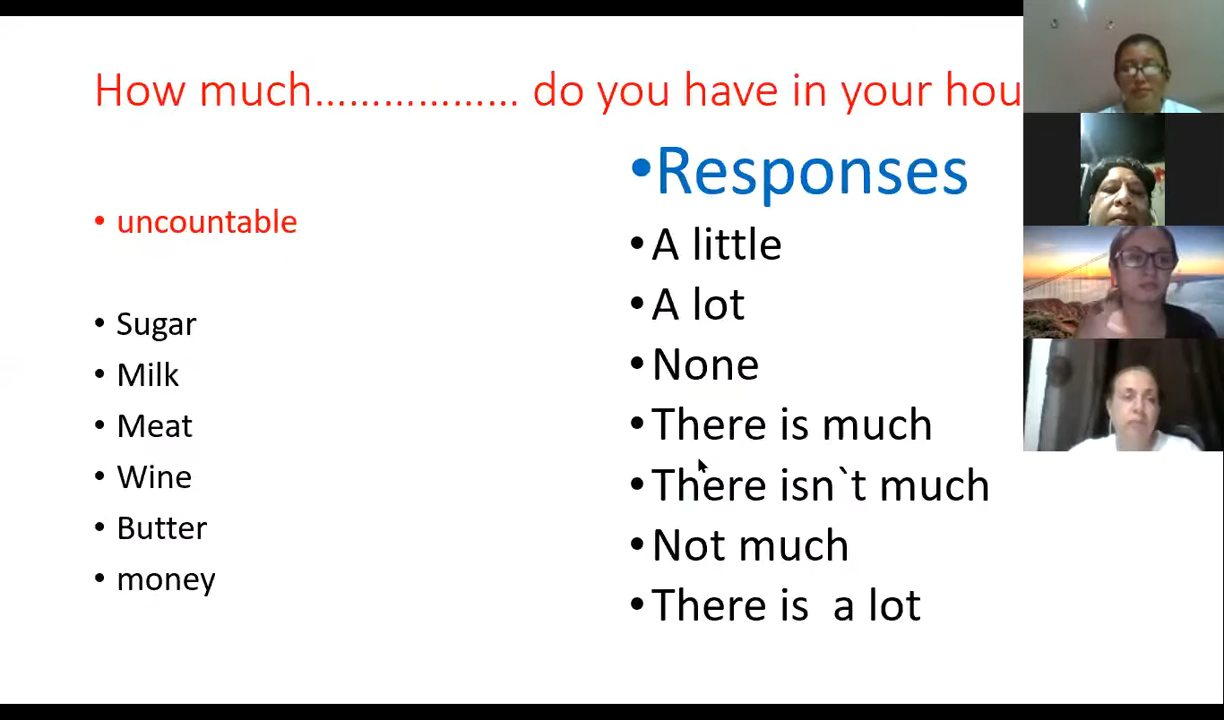 How much.................. do you have in your hou
• uncountable
• Sugar
• Milk
• Meat
• Wine
• Butter
• money
•Responses
•A little
•A lot
•None
•There is much
•There isn`t much
•Not much
•There is  a lot